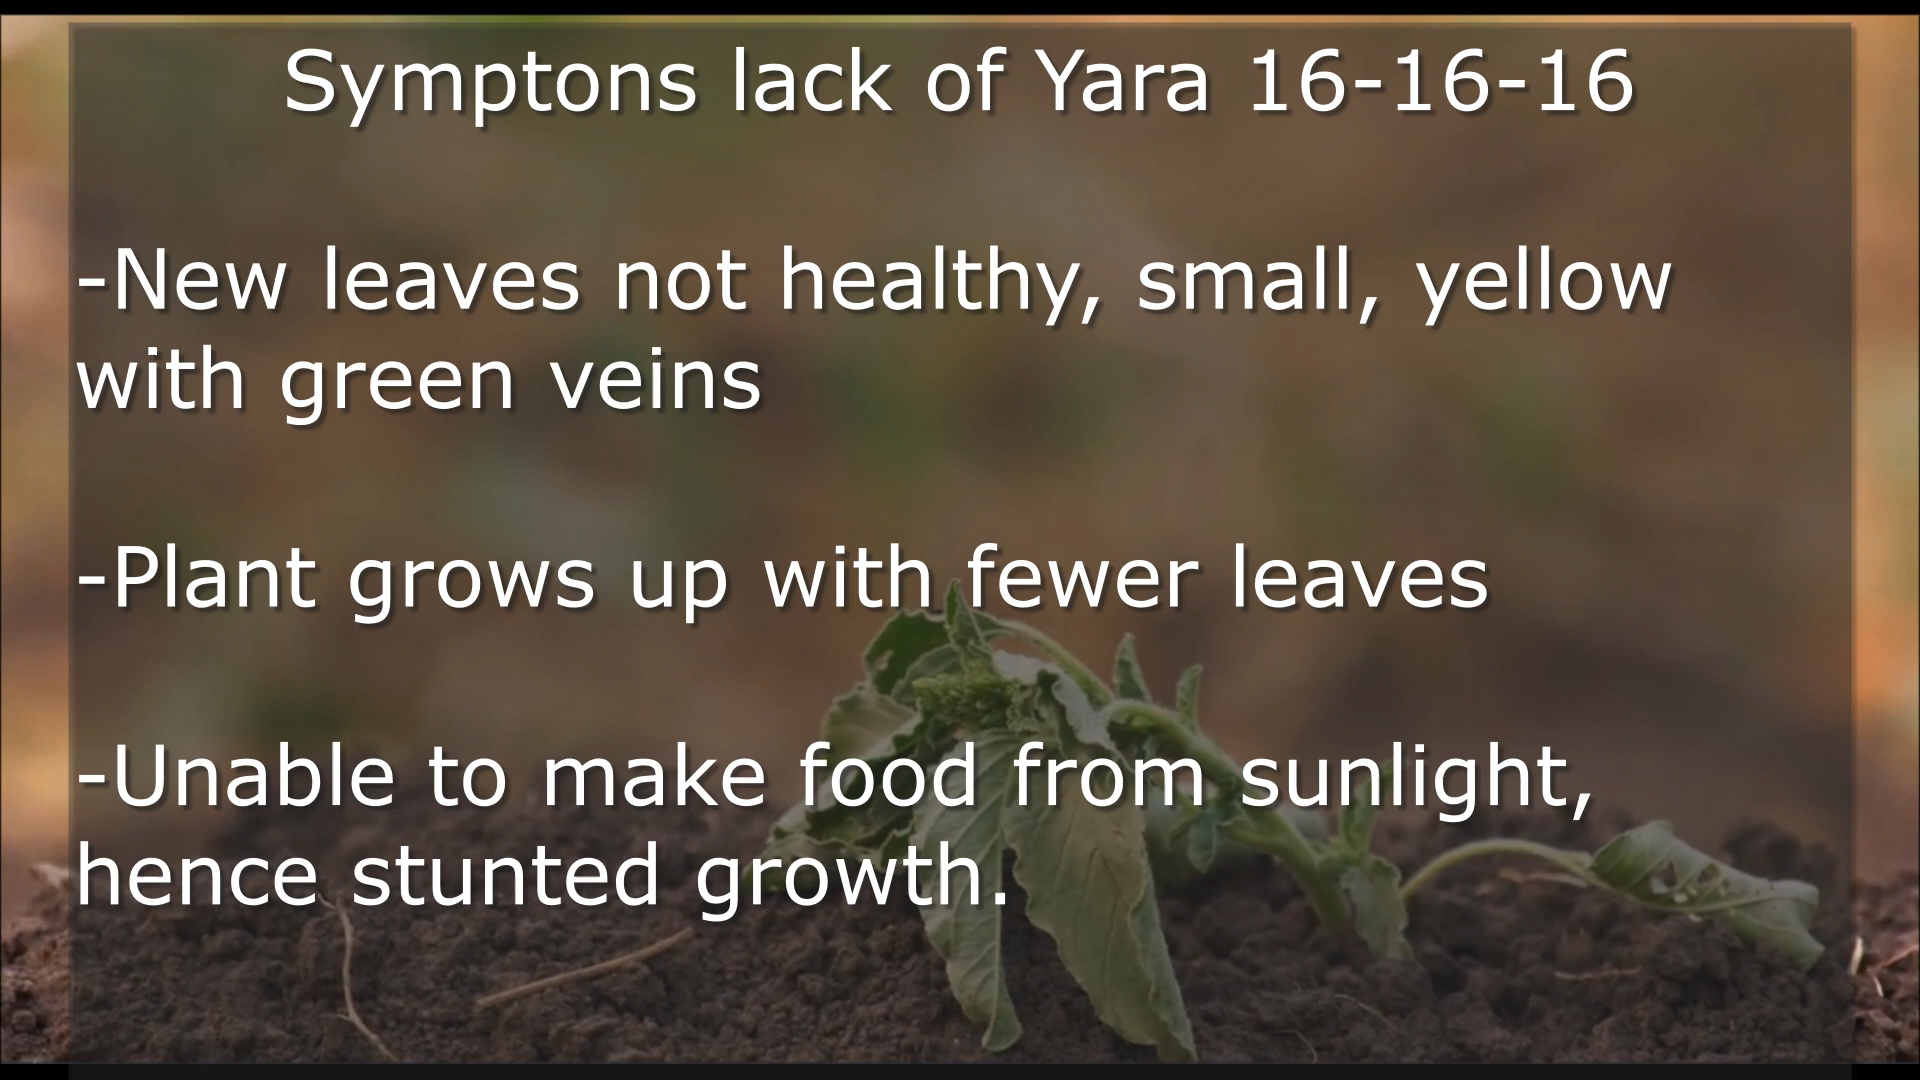 Symptons lack of Yara 16-16-16
-New leaves not healthy, small, yellow
with green veins
-Plant grows up with fewer leaves
-Unable to make food from sunlight,
hence stunted growth.